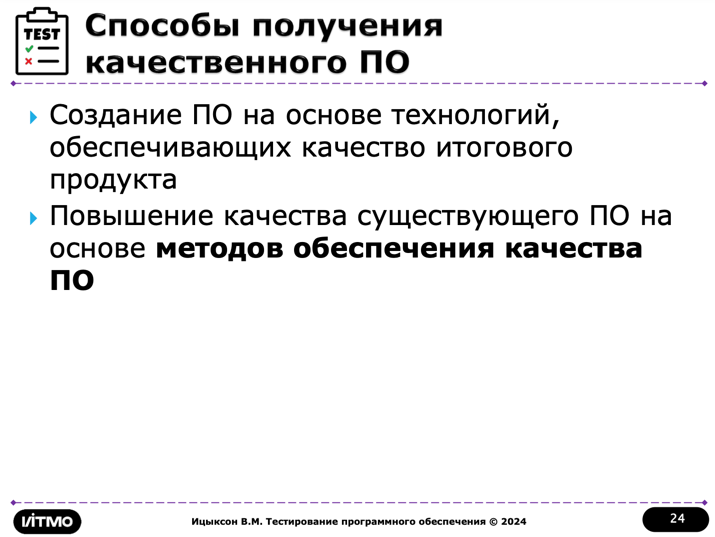 TEST
Способы получения
качественного ПО
Создание ПО на основе технологий,
обеспечивающих качество итогового
продукта
Повышение качества существующего ПО на
основе методов обеспечения качества
ПО
ИТМО
Ицыксон В.М. Тестирование программного обеспечения © 2024
24